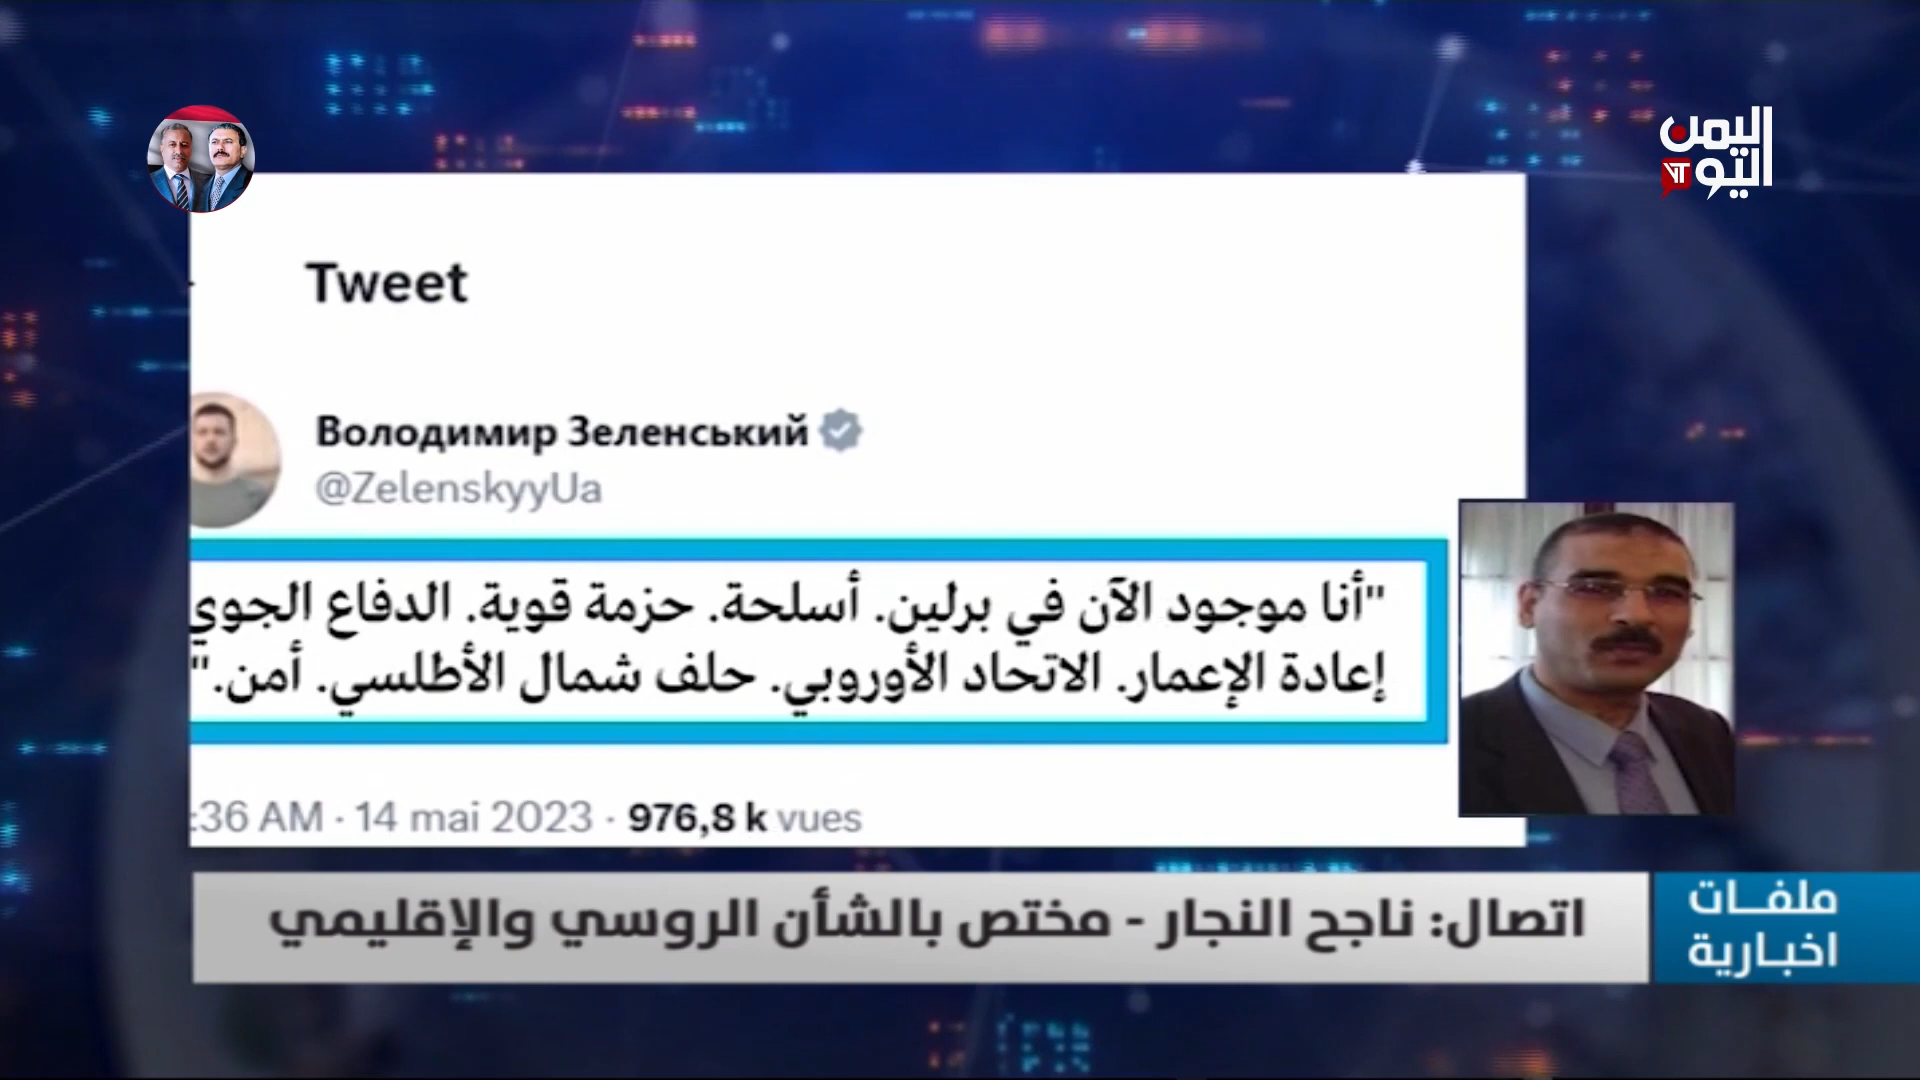 اليمن
اليوم
YT
Tweet
Володимир Зеленський
@ZelenskyyUa
"أنا موجود الآن في برلين. أسلحة. حزمة قوية. الدفاع الجوي
إعادة الإعمار. الاتحاد الأوروبي. حلف شمال الأطلسي. أمن."
:36 AM · 14 mai 2023 · 976,8 k vues
اتصال: ناجح النجار - مختص بالشأن الروسي والإقليمي
ملفات
اخبارية